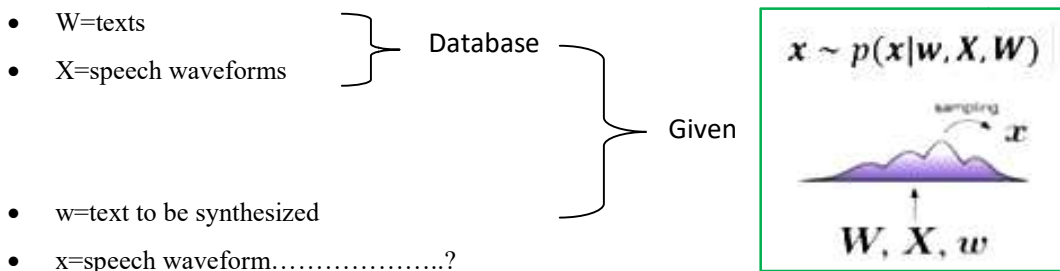 • W=texts
Database
• X=speech waveforms
Given
• w=text to be synthesized
• x=speech waveform………………..?
x ~ p(x|w, X, W)
sampling
x
W, X, w